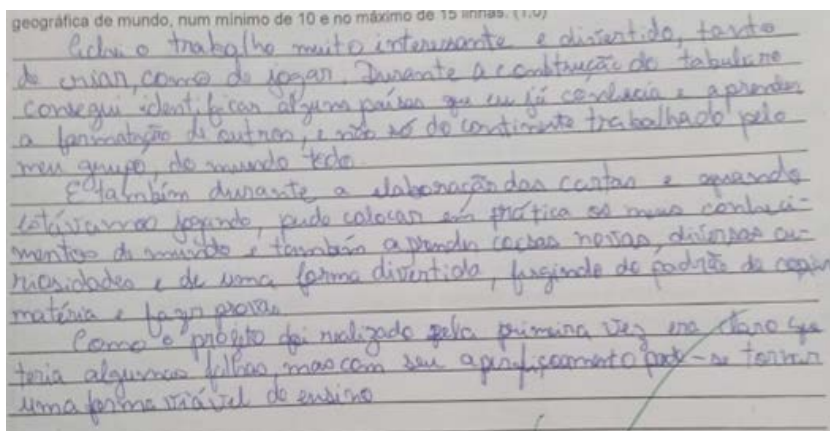 geográfica de mundo, num mínimo de 10 e no máximo de 15 linhas. (1,0)
Achei o trabalho muito interessante e divertido, tanto
de criar, como de jogar. Durante a construção do tabuleiro
consegui identificar alguns países que eu já conhecia e aprender
a formatação de outros, e não só do continente trabalhado pelo
meu grupo, do mundo todo.
E também durante a elaboração das cartas e quando
estávamos jogando, pude colocar em prática os meus conheci-
mentos de mundo e também aprender coisas novas, diversas cu-
riosidades e de uma forma divertida, fugindo do padrão de copiar
matéria e fazer provas.
Como o projeto foi realizado pela primeira vez era claro que
teria algumas falhas, mas com seu aperfeiçoamento pode-se tornar
uma forma viável de ensino